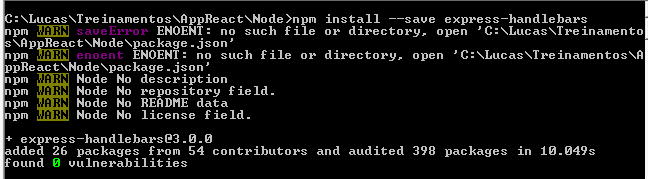 C:\Lucas\Treinamentos\AppReact\Node>npm install --save express-handlebars
npm WARN saveError ENOENT: no such file or directory, open 'C:\Lucas\Treinamento
s\AppReact\Node\package.json'
npm WARN enoent ENOENT: no such file or directory, open 'C:\Lucas\Treinamentos\A
ppReact\Node\package.json'
npm WARN Node No description
npm WARN Node No repository field.
npm WARN Node No README data
npm WARN Node No license field.
+ express-handlebars@3.0.0
added 26 packages from 54 contributors and audited 398 packages in 10.049s
found 0 vulnerabilities